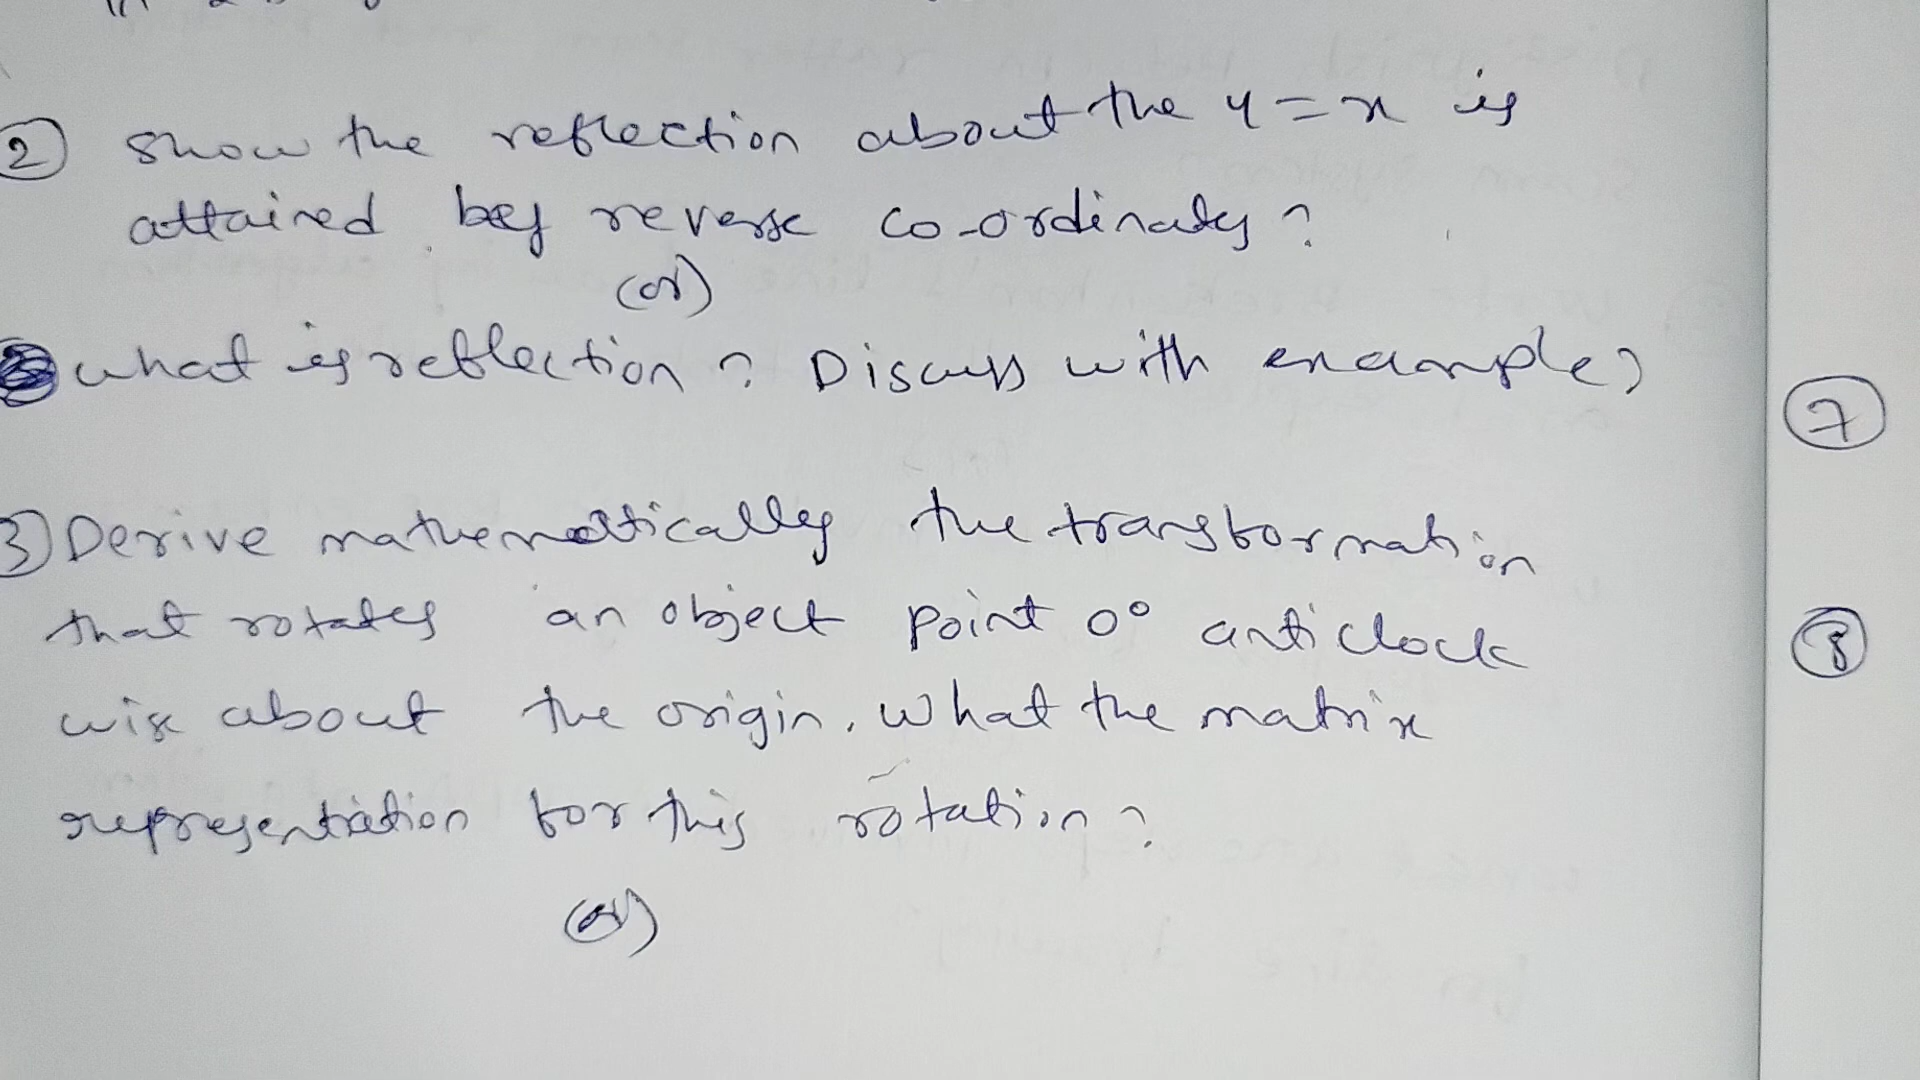 ② Show the reflection about the y=x is
attained by reverse co-ordinates?
(or)
what is reflection? Discuss with example?
⑦
③ Derive mathematically the transformation
that rotates an object point 0° anticlock
⑧
wise about the origin. What the matrix
representation for this rotation?
(or)